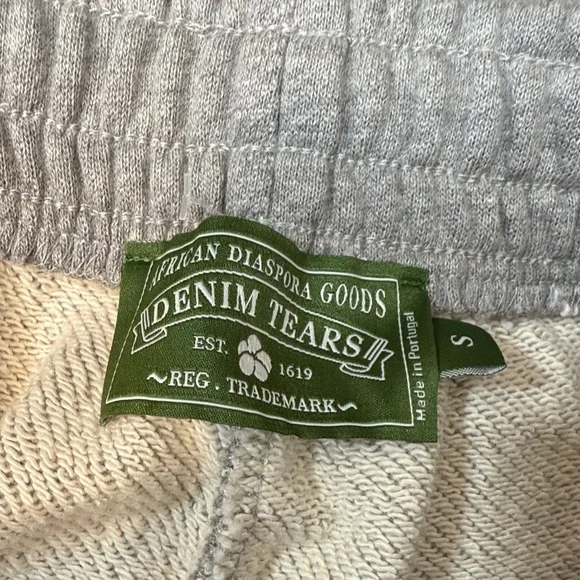 AFRICAN DIASPORA GOODS
DENIM TEARS
EST. 1619
~REG. TRADEMARK~
Made in Portugal
S